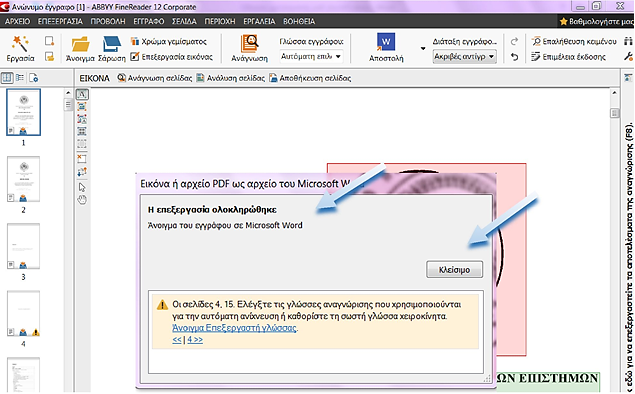 Ανώνυμο έγγραφο [1] - ABBYY FineReader 12 Corporate
ΑΡΧΕΙΟ ΕΠΕΞΕΡΓΑΣΙΑ ΠΡΟΒΟΛΗ ΕΓΓΡΑΦΟ ΣΕΛΙΔΑ ΠΕΡΙΟΧΗ ΕΡΓΑΛΕΙΑ ΒΟΗΘΕΙΑ
Βαθμολογήστε μας
Εργασία
Άνοιγμα
Σάρωση
Χρώμα γεμίσματος
Επεξεργασία εικόνας
Ανάγνωση
Γλώσσα εγγράφου:
Αυτόματη επιλ
Αποστολή
Διάταξη εγγράφο...
Ακριβές αντίγρ
Επαλήθευση κειμένου
Επιμέλεια έκδοσης
ΕΙΚΟΝΑ
Ανάγνωση σελίδας
Ανάλυση σελίδας
Αποθήκευση σελίδας
1
2
3
4
Εικόνα ή αρχείο PDF ως αρχείο του Microsoft W
Η επεξεργασία ολοκληρώθηκε
Άνοιγμα του εγγράφου σε Microsoft Word
Κλείσιμο
Οι σελίδες 4, 15. Ελέγξτε τις γλώσσες αναγνώρισης που χρησιμοποιούνται
για την αυτόματη ανίχνευση ή καθορίστε τη σωστή γλώσσα χειροκίνητα.
Άνοιγμα Επεξεργαστή γλώσσας.
<< | 4 >>
ΩΝ ΕΠΙΣΤΗΜΩΝ
ς εδώ για να επεξεργαστείτε τα αποτελέσματα της αναγνώρισης (F8).